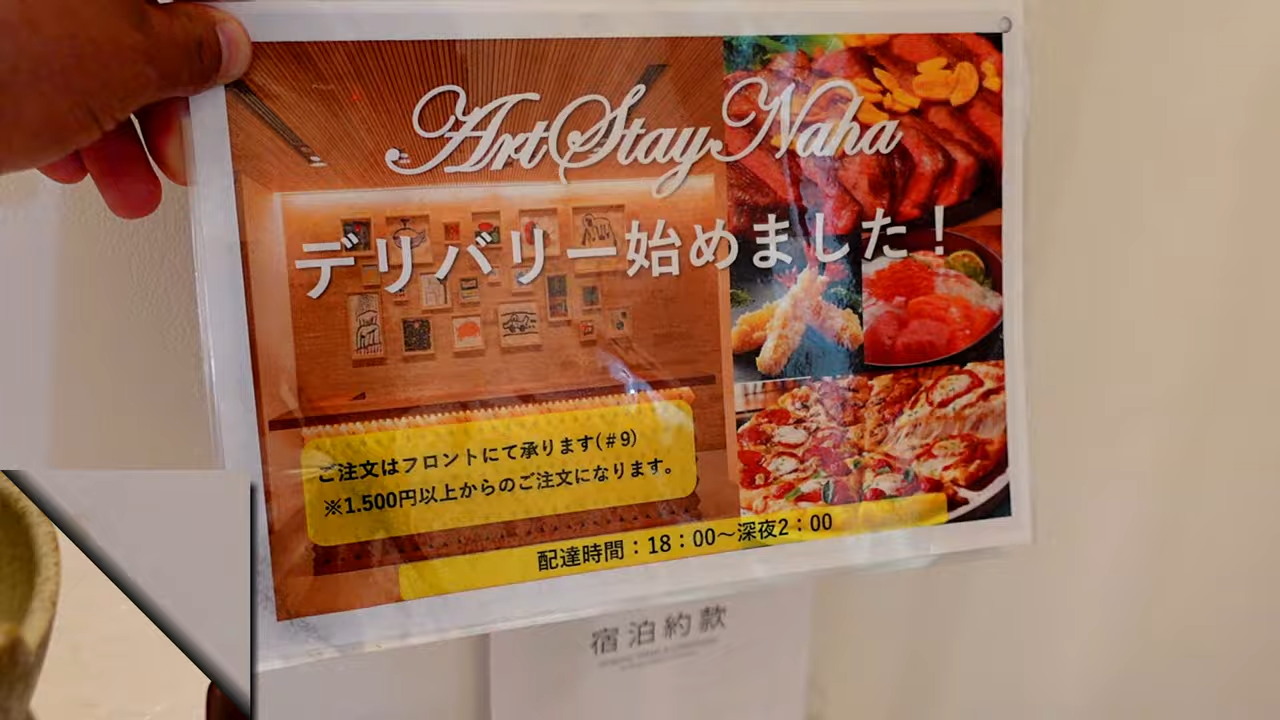 Art Stay Naha
デリバリー始めました！
ご注文はフロントにて承ります(＃9)
※1.500円以上からのご注文になります。
配達時間：18：00〜深夜2：00
宿泊約款